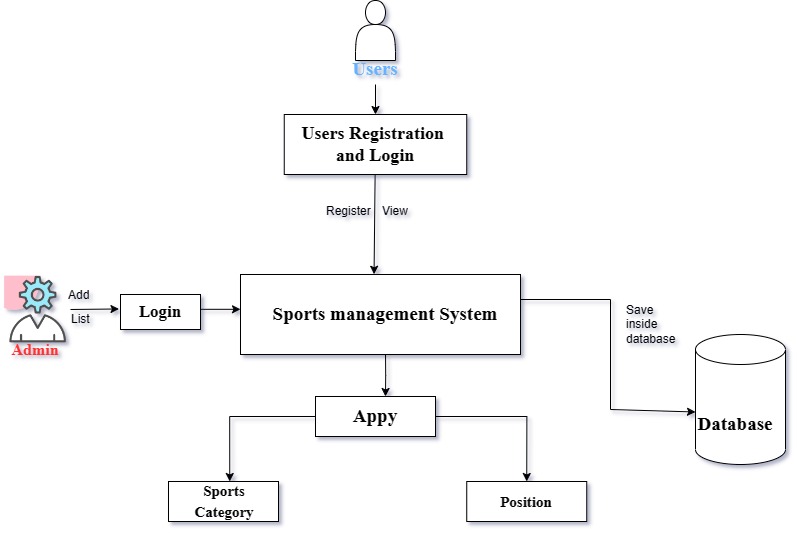 Users
Users Registration
and Login
Register View
Add
List
Admin
Login
Sports management System
Save
inside
database
Database
Appy
Sports
Category
Position